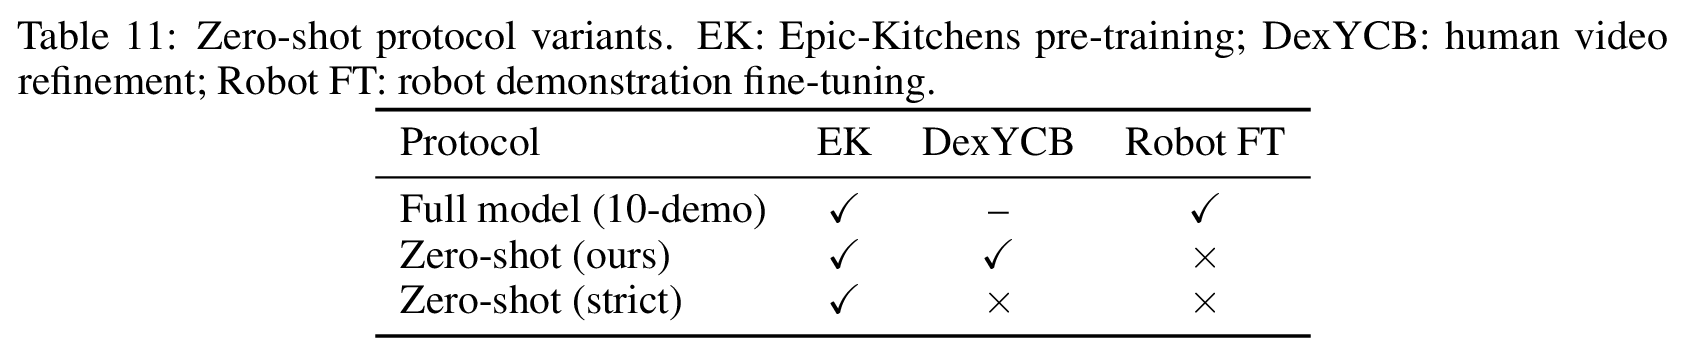 Table 11: Zero-shot protocol variants. EK: Epic-Kitchens pre-training; DexYCB: human video
refinement; Robot FT: robot demonstration fine-tuning.
Protocol EK DexYCB Robot FT
Full model (10-demo) ✓ – ✓
Zero-shot (ours) ✓ ✓ ×
Zero-shot (strict) ✓ × ×